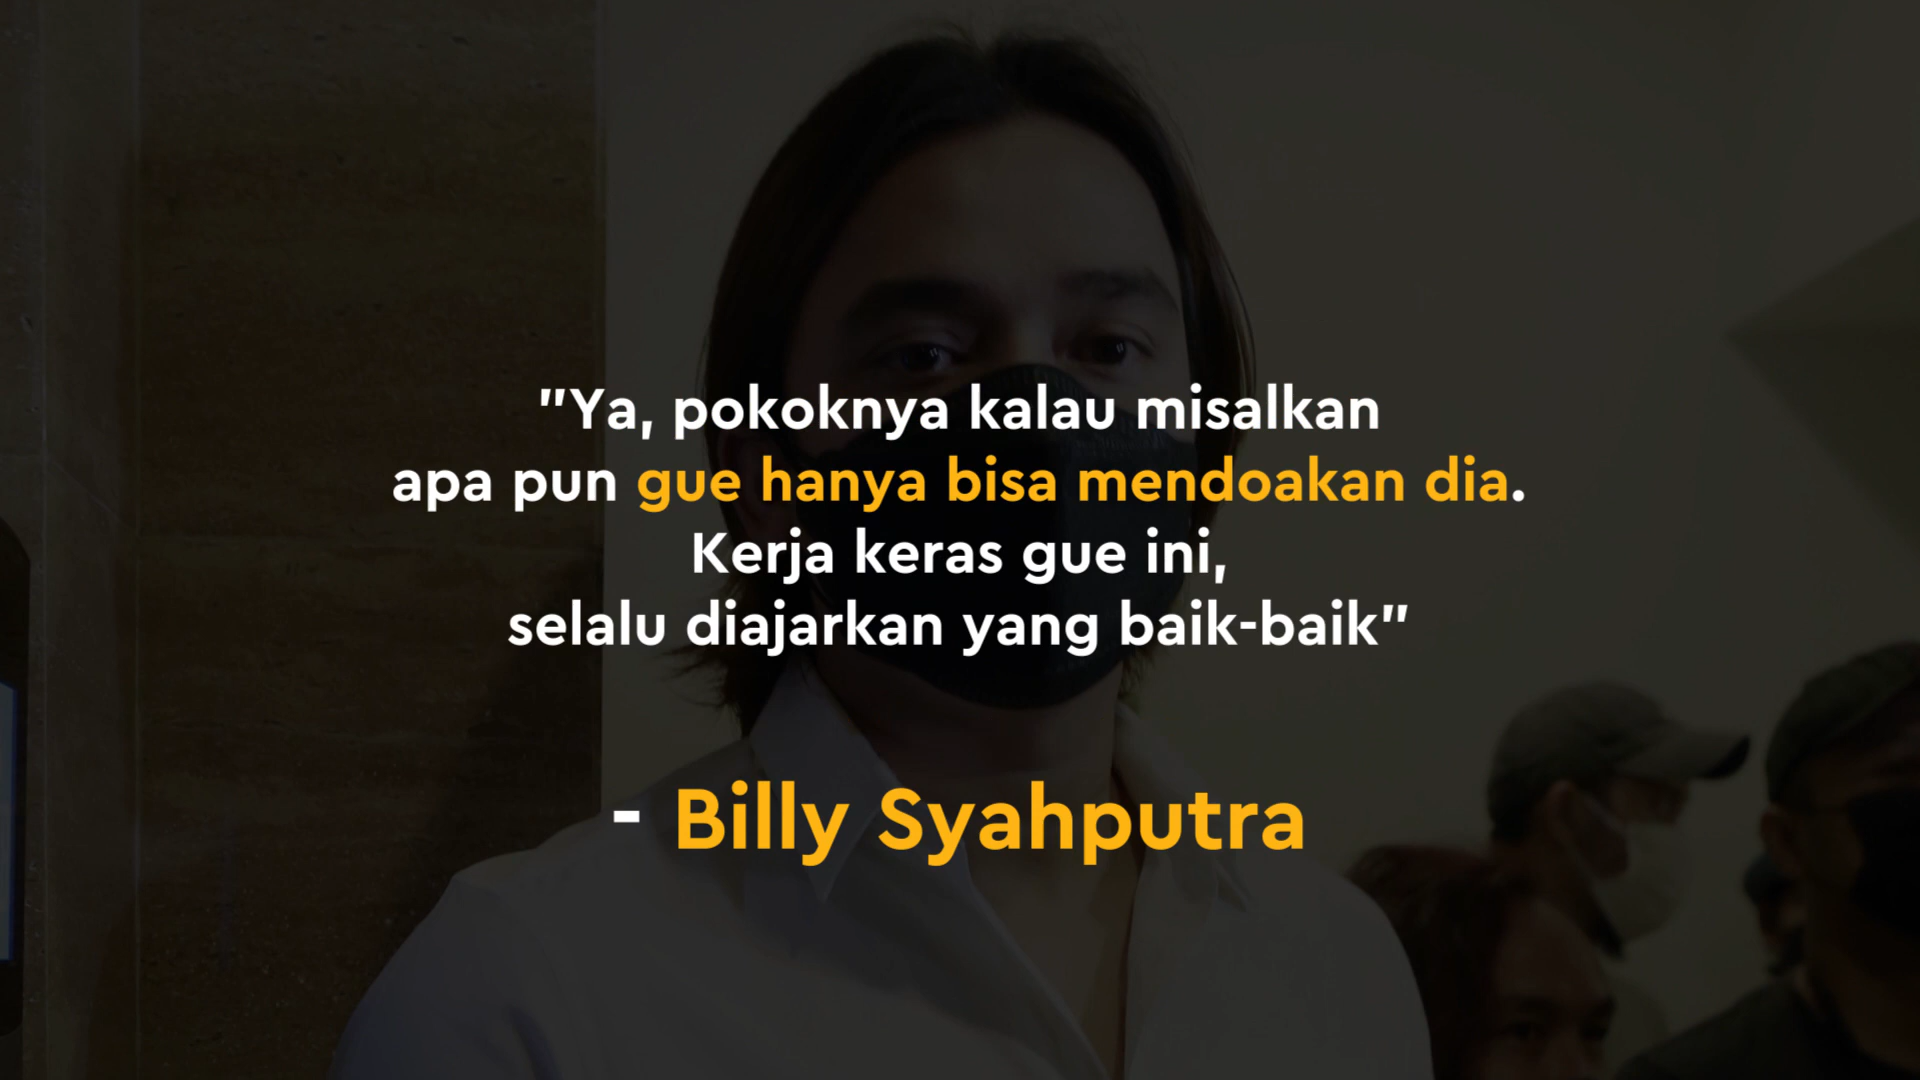 "Ya, pokoknya kalau misalkan
apa pun gue hanya bisa mendoakan dia.
Kerja keras gue ini,
selalu diajarkan yang baik-baik"
- Billy Syahputra